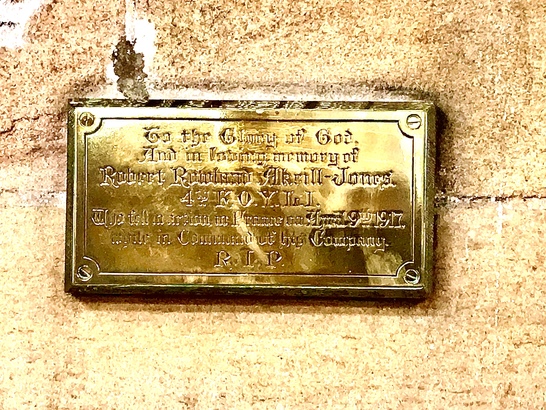 To the Glory of God,
And in loving memory of
Robert Rowland Akrill-Jones,
4th K.O.Y.L.I.
Who fell in action in France on April 9th 1917,
while in Command of his Company.
R.I.P.